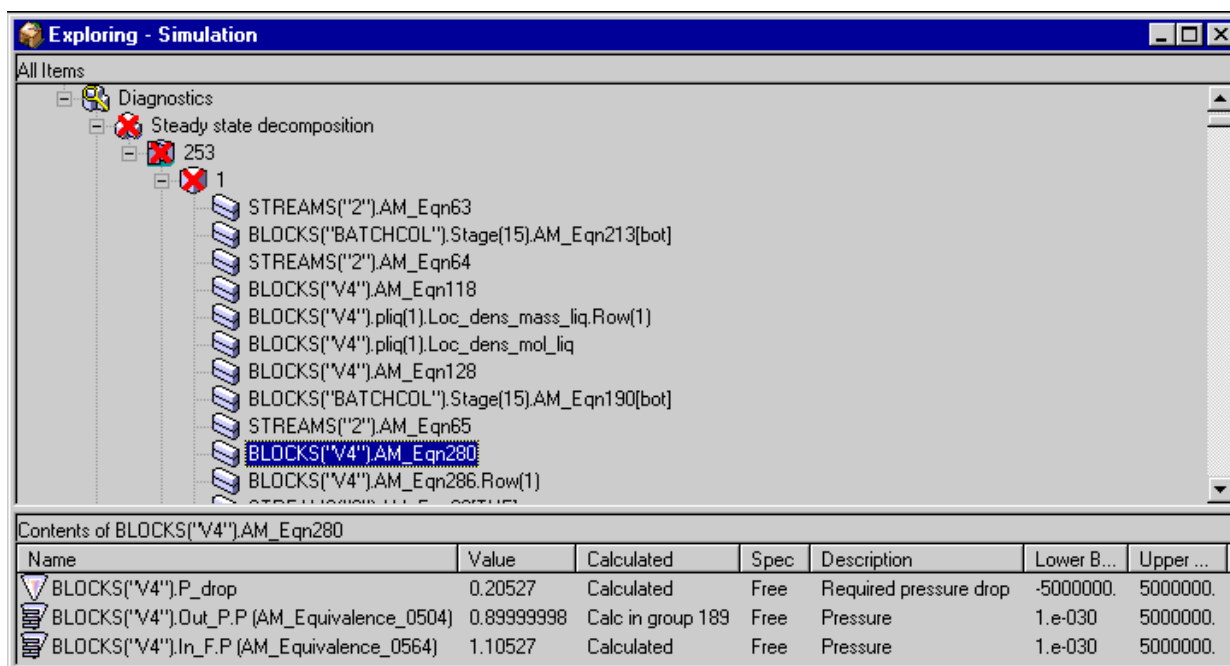 Exploring - Simulation
All Items
Diagnostics
Steady state decomposition
253
1
STREAMS("2").AM_Eqn63
BLOCKS("BATCHCOL").Stage(15).AM_Eqn213[bot]
STREAMS("2").AM_Eqn64
BLOCKS("V4").AM_Eqn118
BLOCKS("V4").pliq(1).Loc_dens_mass_liq.Row(1)
BLOCKS("V4").pliq(1).Loc_dens_mol_liq
BLOCKS("V4").AM_Eqn128
BLOCKS("BATCHCOL").Stage(15).AM_Eqn190[bot]
STREAMS("2").AM_Eqn65
BLOCKS("V4").AM_Eqn280
BLOCKS("V4").AM_Eqn286.Row(1)
Contents of BLOCKS("V4").AM_Eqn280
Name Value Calculated Spec Description Lower B... Upper ...
BLOCKS("V4").P_drop 0.20527 Calculated Free Required pressure drop -5000000. 5000000.
BLOCKS("V4").Out_P.P (AM_Equivalence_0504) 0.89999998 Calc in group 189 Free Pressure 1.e-030 5000000.
BLOCKS("V4").In_F.P (AM_Equivalence_0564) 1.10527 Calculated Free Pressure 1.e-030 5000000.